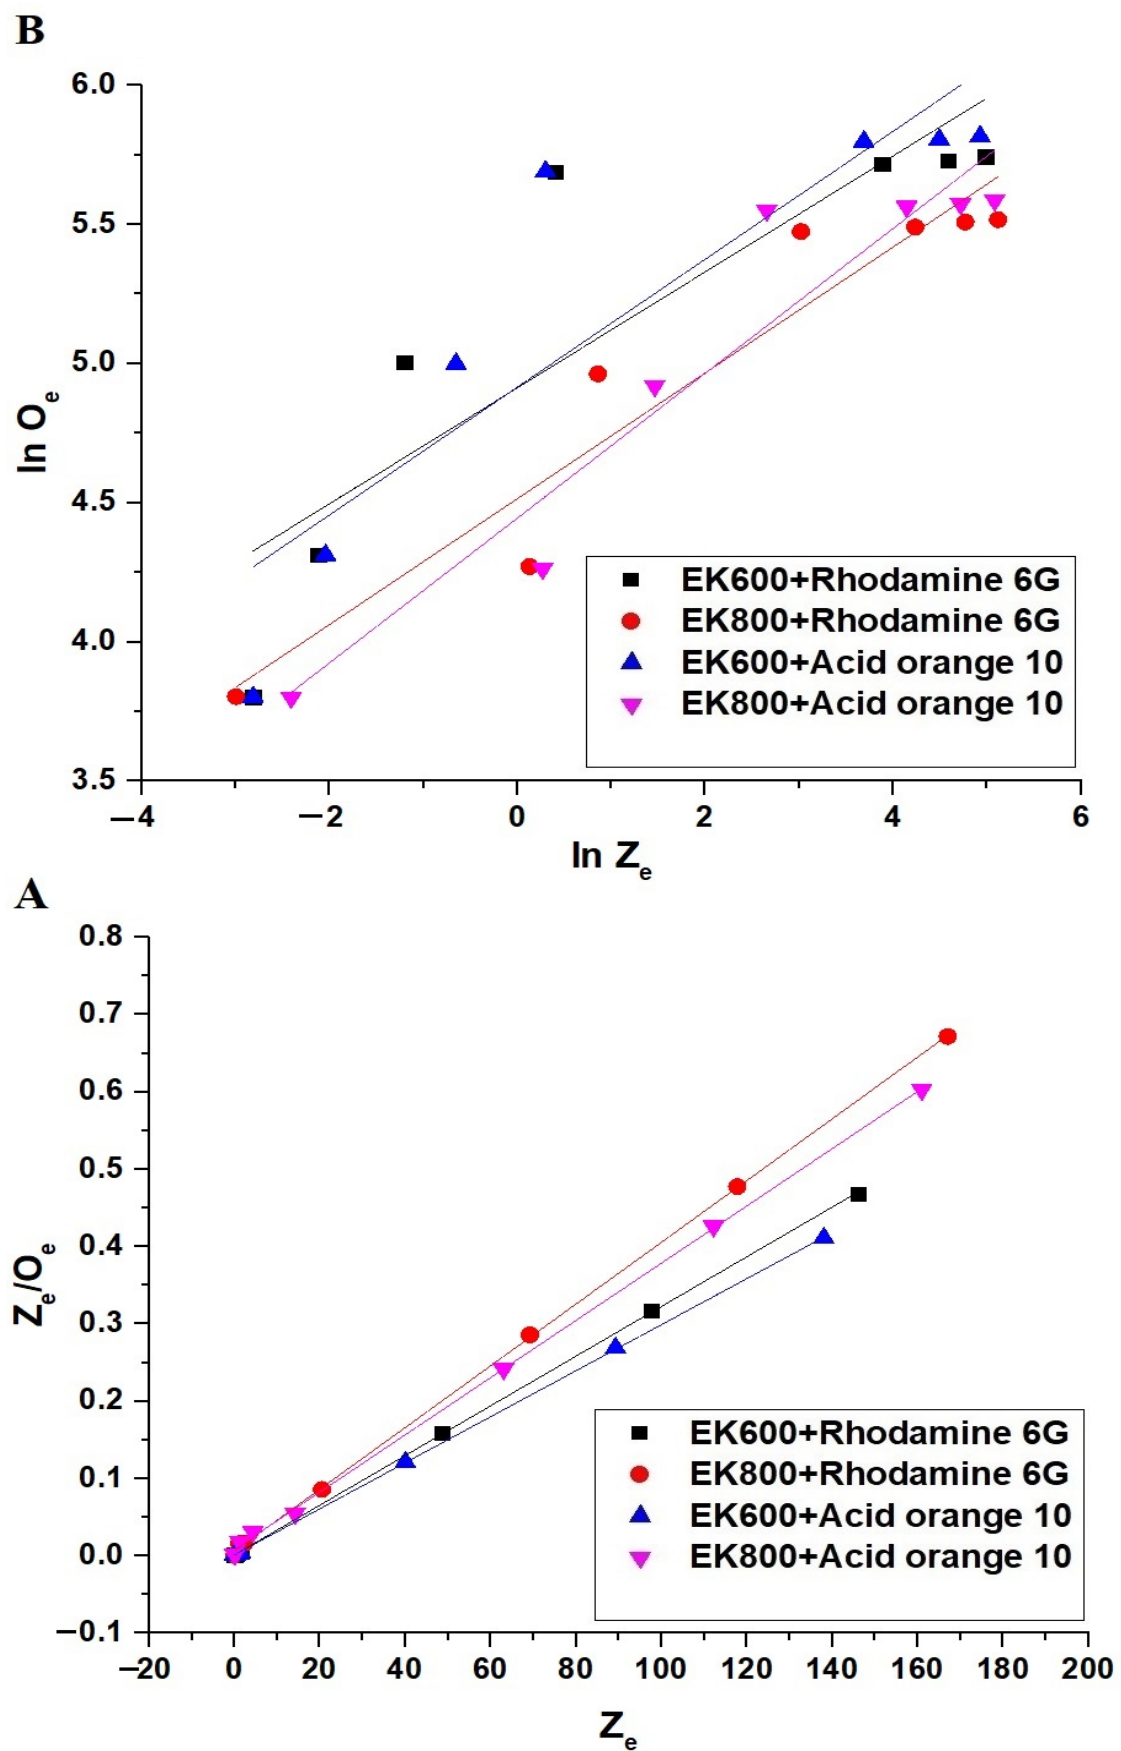 B
6.0
5.5
5.0
4.5
4.0
3.5
ln Oe
EK600+Rhodamine 6G
EK800+Rhodamine 6G
EK600+Acid orange 10
EK800+Acid orange 10
−4 −2 0 2 4 6
ln Ze
A
0.8
0.7
0.6
0.5
0.4
0.3
0.2
0.1
0.0
−0.1
Ze/Oe
EK600+Rhodamine 6G
EK800+Rhodamine 6G
EK600+Acid orange 10
EK800+Acid orange 10
−20 0 20 40 60 80 100 120 140 160 180 200
Ze